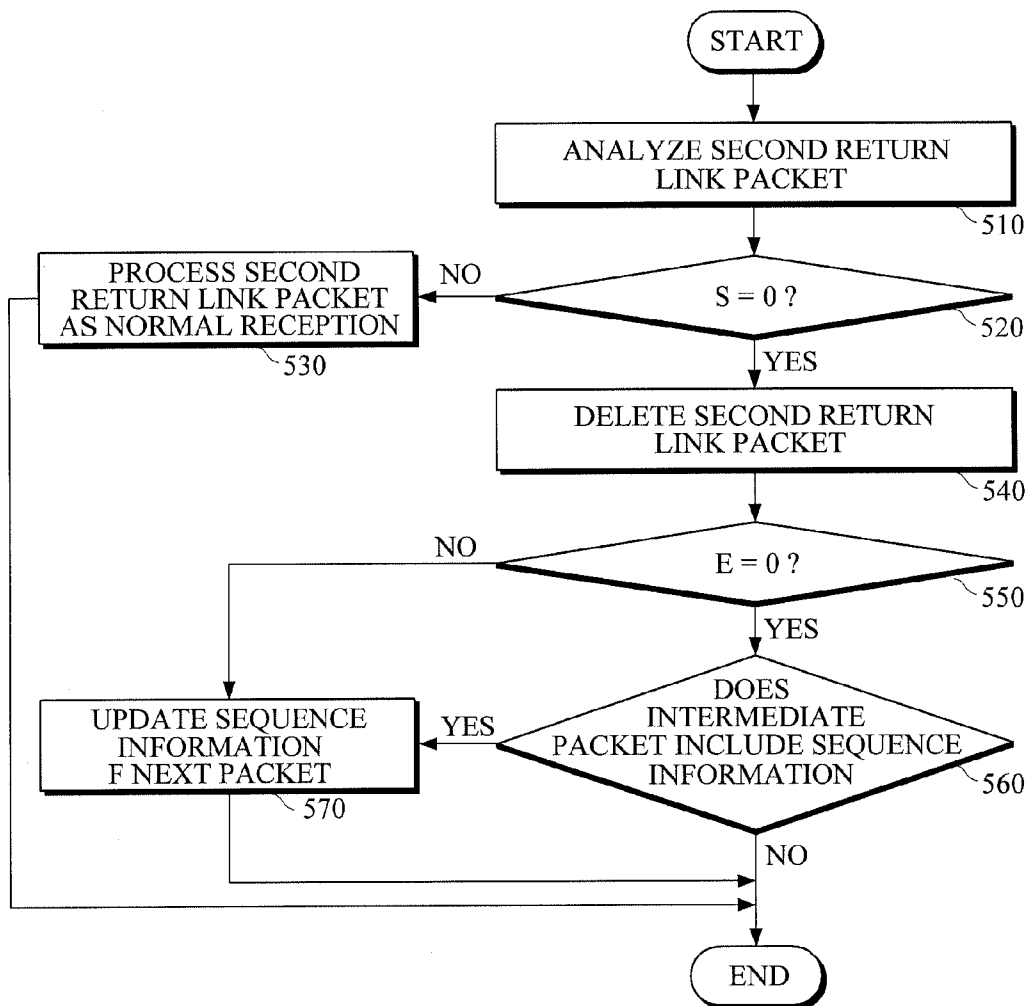 START
ANALYZE SECOND RETURN
LINK PACKET
510
S = 0 ?
520
NO
PROCESS SECOND
RETURN LINK PACKET
AS NORMAL RECEPTION
530
YES
DELETE SECOND RETURN
LINK PACKET
540
E = 0 ?
550
NO
YES
DOES
INTERMEDIATE
PACKET INCLUDE SEQUENCE
INFORMATION
560
YES
UPDATE SEQUENCE
INFORMATION
F NEXT PACKET
570
NO
END